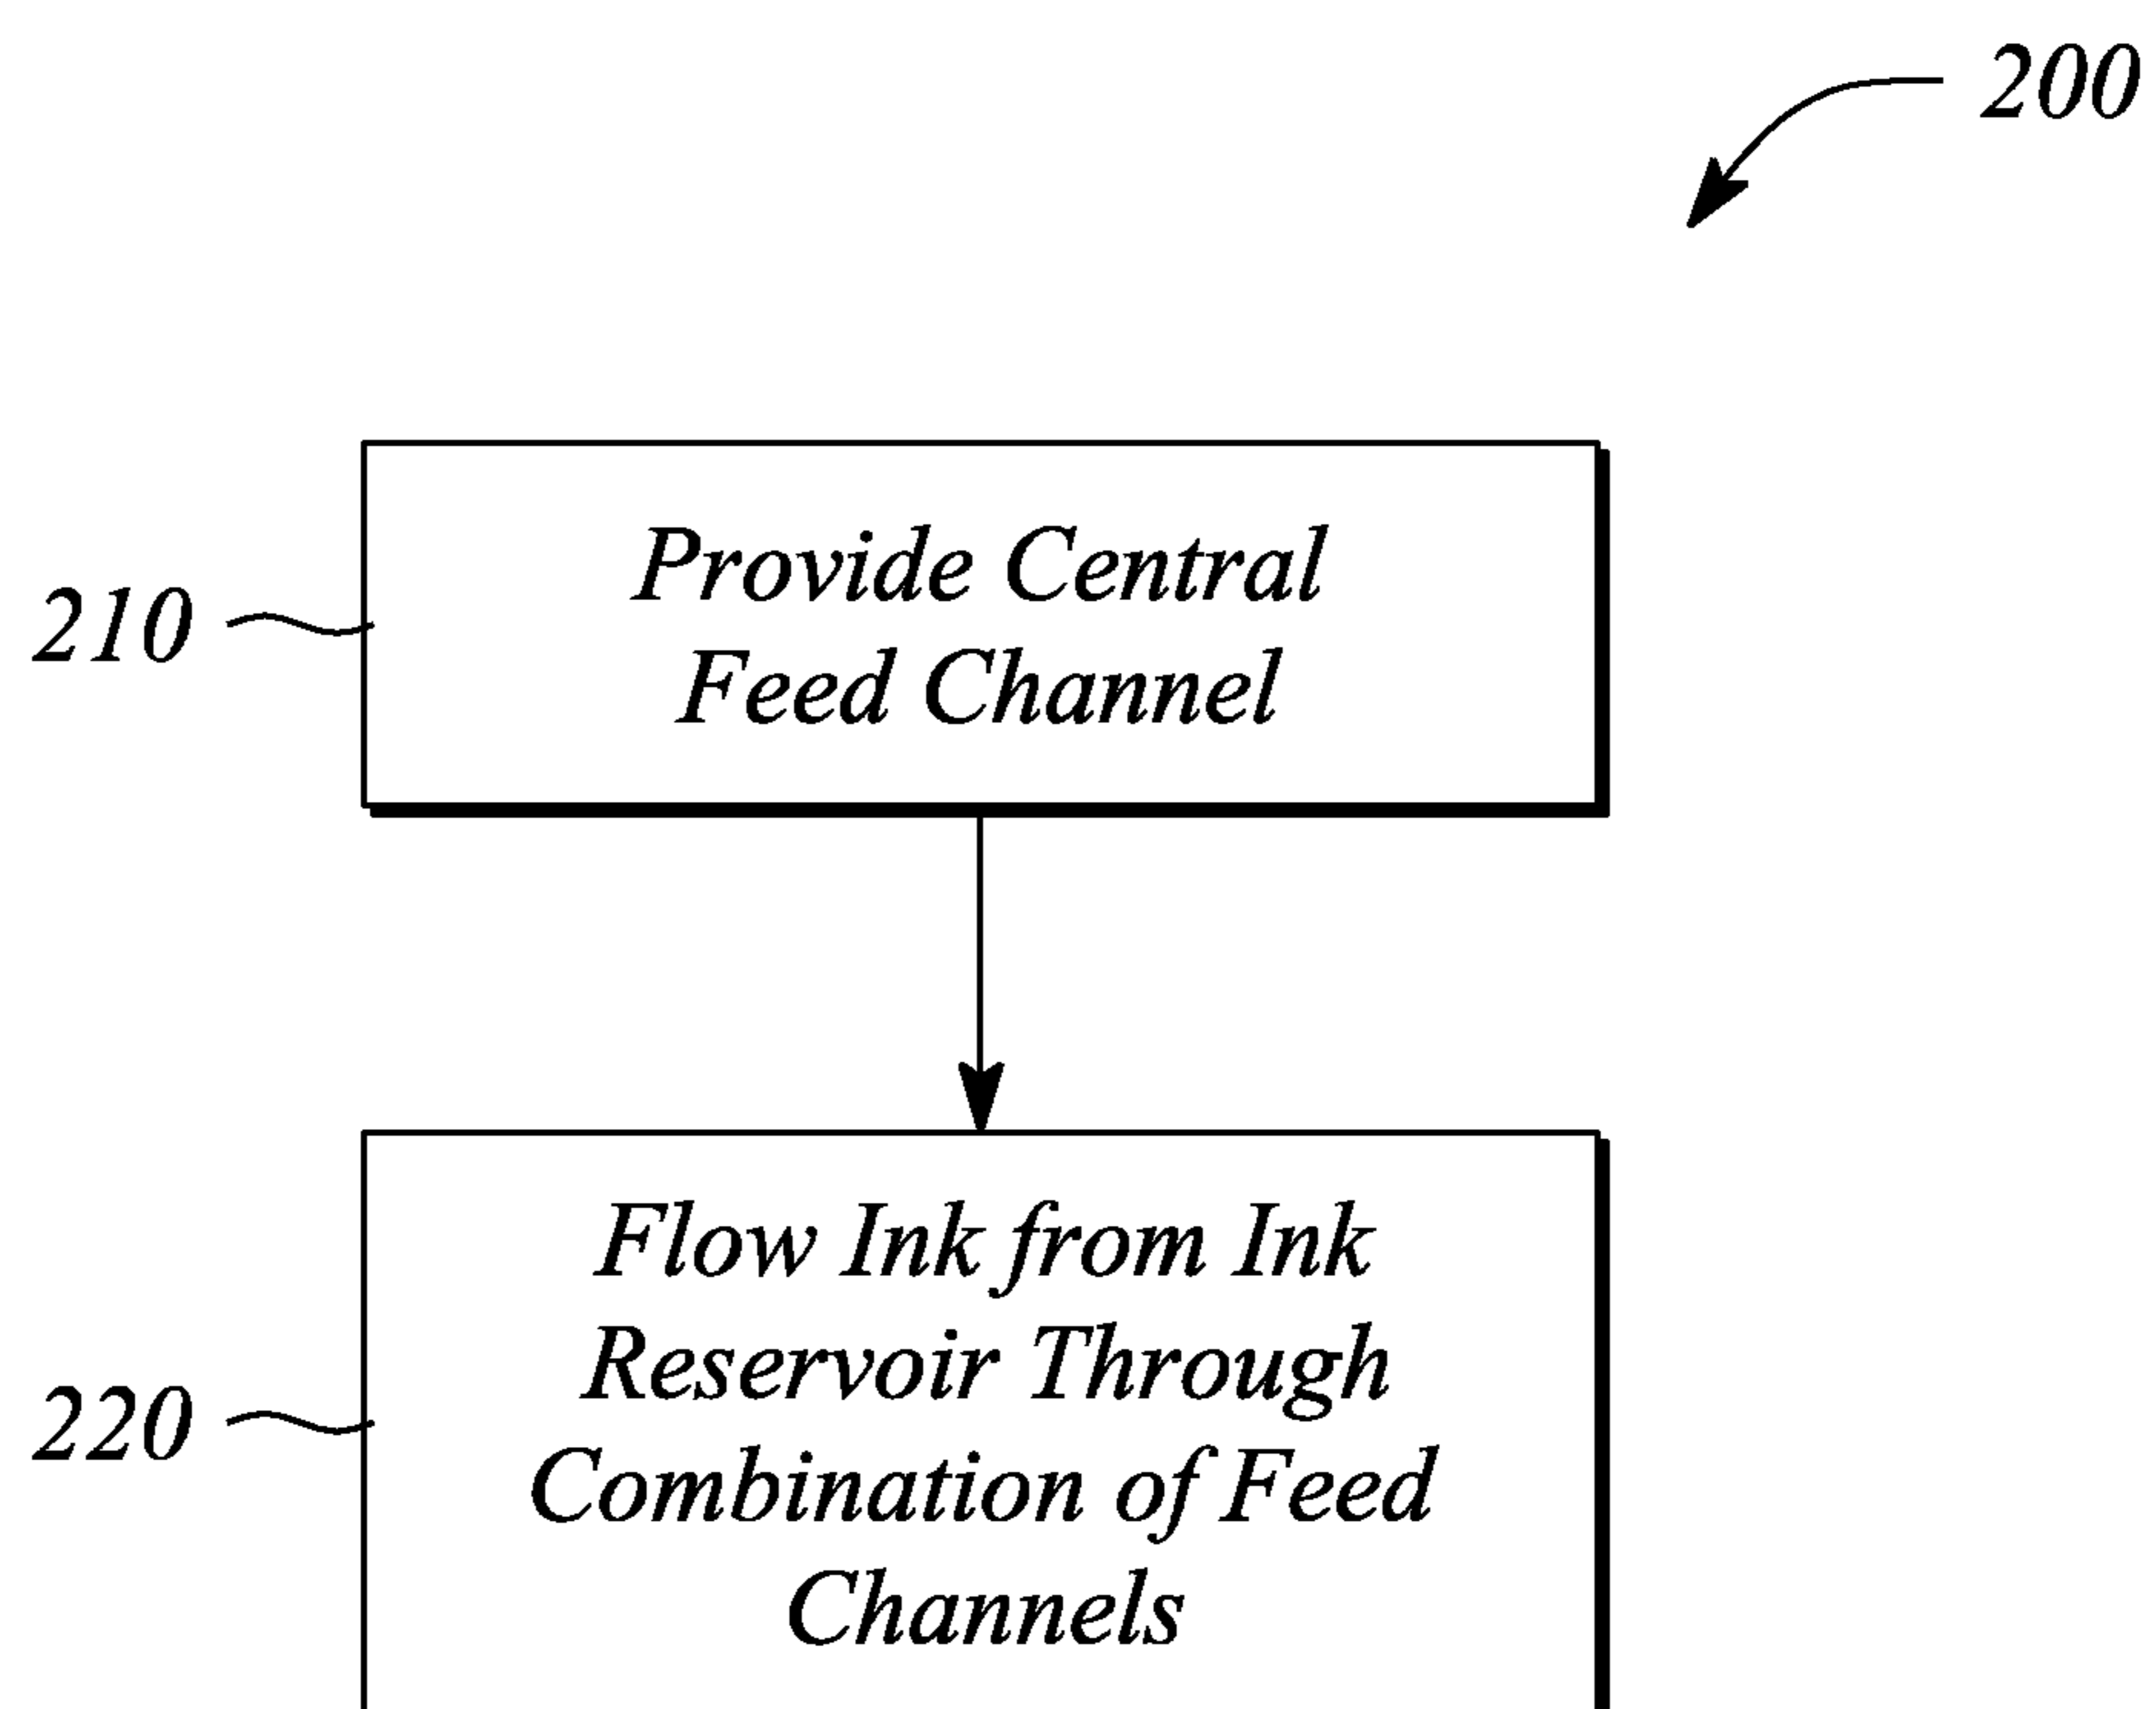 200
210
Provide Central
Feed Channel
220
Flow Ink from Ink
Reservoir Through
Combination of Feed
Channels